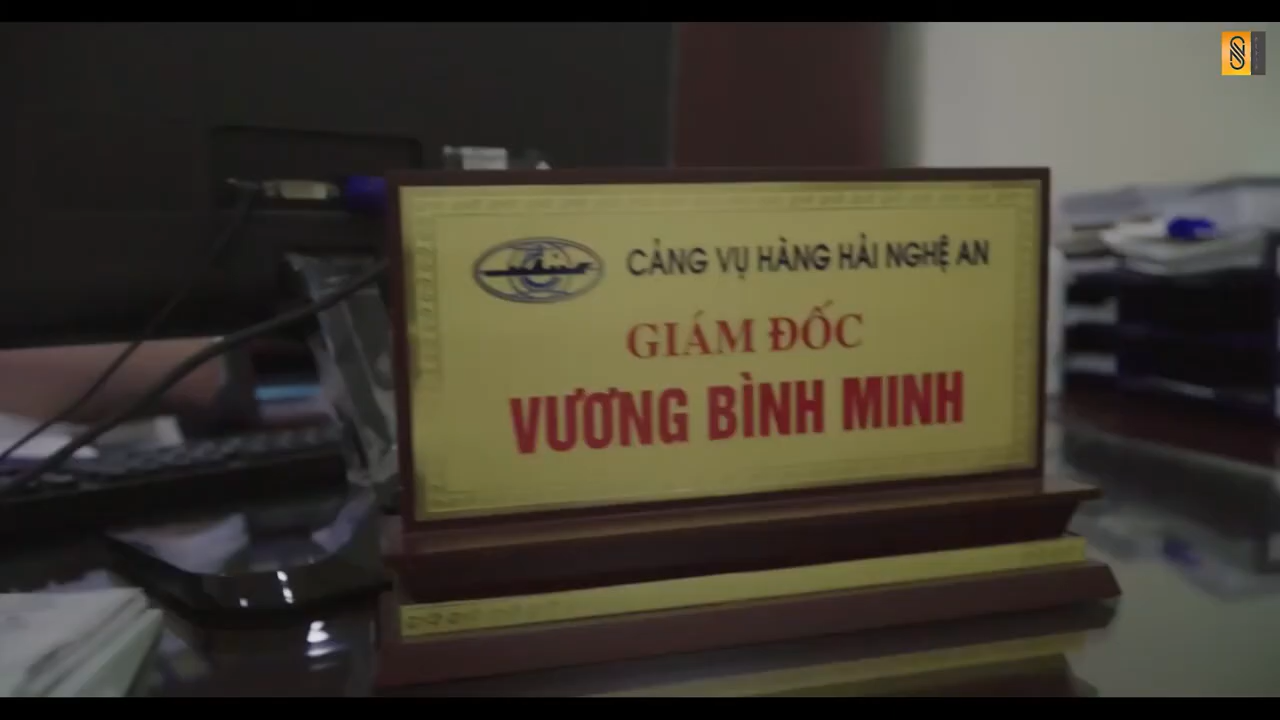 CẢNG VỤ HÀNG HẢI NGHỆ AN
GIÁM ĐỐC
VƯƠNG BÌNH MINH